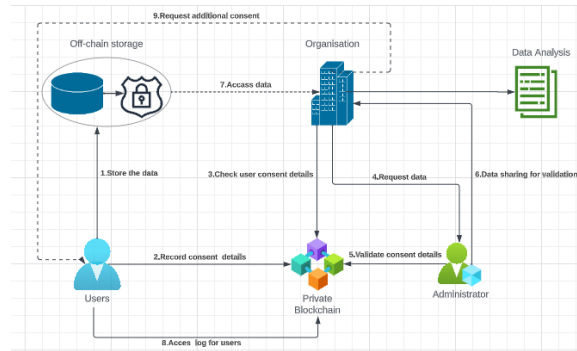 9.Request additional consent
Off-chain storage
Organisation
Data Analysis
7.Accass data
1.Store the data
3.Check user consent details
4.Request data
6.Data sharing for validation
2.Record consent details
5.Validate consent details
Users
Private
Blockchain
Administrator
8.Acces log for users